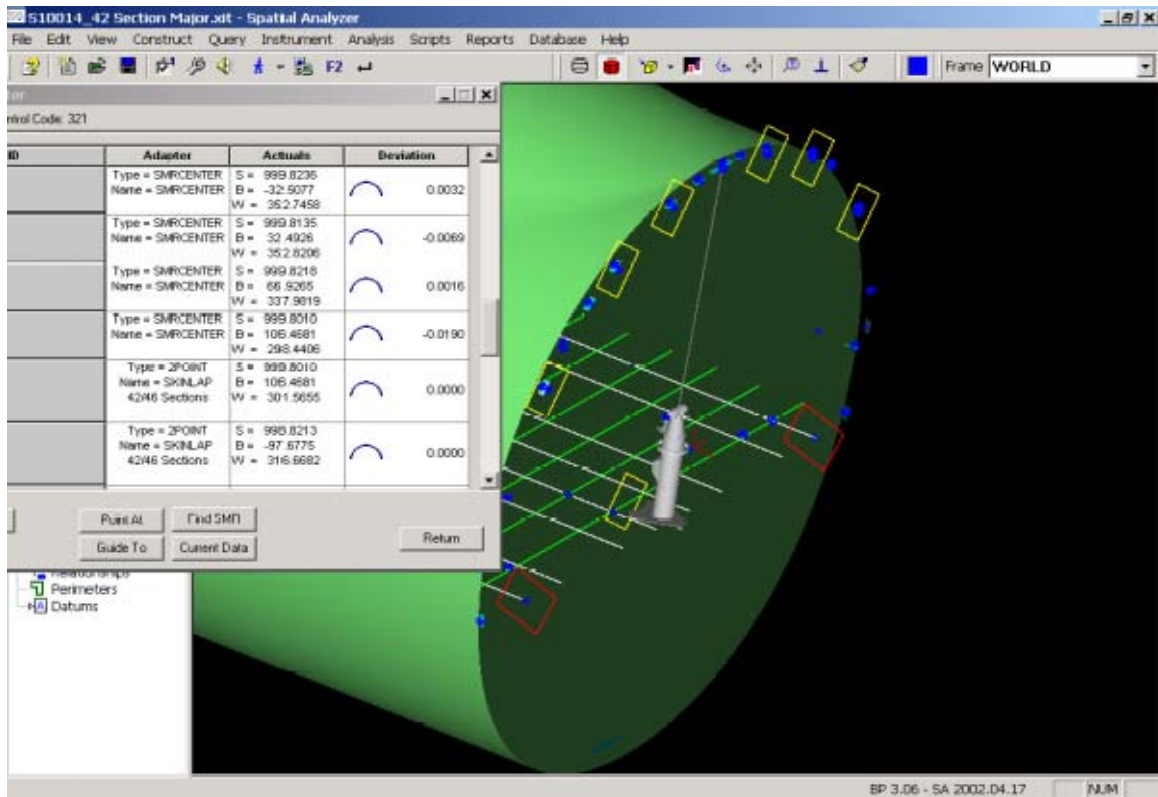 S10014_42 Section Major.xit - Spatial Analyzer
File Edit View Construct Query Instrument Analysis Scripts Reports Database Help
F2 Frame WORLD
ntrol Code: 321
ID Adapter Actuals Deviation
Type = SMRCENTER S = 999.8236
Name = SMRCENTER B = -32.5077 0.0032
W = 352.7458
Type = SMRCENTER S = 999.8135
Name = SMRCENTER B = 32.4926 -0.0069
W = 352.8206
Type = SMRCENTER S = 999.8218
Name = SMRCENTER B = 66.9265 0.0016
W = 337.9819
Type = SMRCENTER S = 999.8010
Name = SMRCENTER B = 106.4681 -0.0190
W = 298.4406
Type = 2POINT S = 999.8010
Name = SKINLAP B = 106.4681 0.0000
42/46 Sections W = 301.5655
Type = 2POINT S = 998.8213
Name = SKINLAP B = -97.6775 0.0000
42/46 Sections W = 316.6682
Point At Find SMR
Guide To Current Data Return
Relationships
Perimeters
Datums
BP 3.06 - SA 2002.04.17 NUM